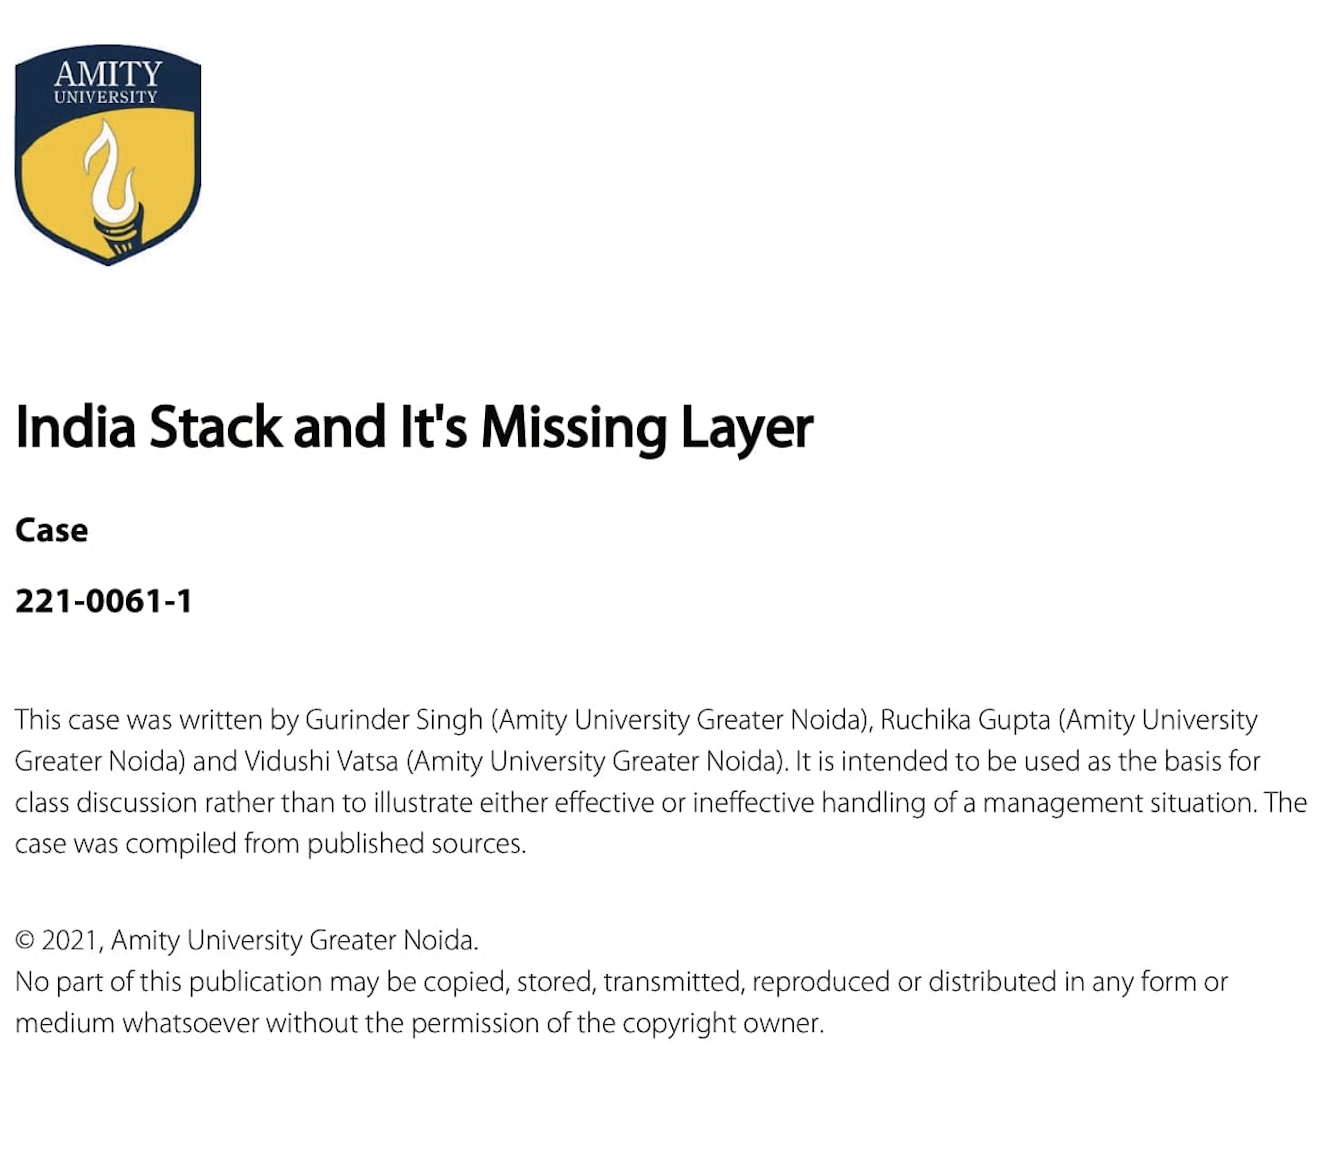 AMITY
UNIVERSITY
India Stack and It's Missing Layer
Case
221-0061-1
This case was written by Gurinder Singh (Amity University Greater Noida), Ruchika Gupta (Amity University
Greater Noida) and Vidushi Vatsa (Amity University Greater Noida). It is intended to be used as the basis for
class discussion rather than to illustrate either effective or ineffective handling of a management situation. The
case was compiled from published sources.
© 2021, Amity University Greater Noida.
No part of this publication may be copied, stored, transmitted, reproduced or distributed in any form or
medium whatsoever without the permission of the copyright owner.